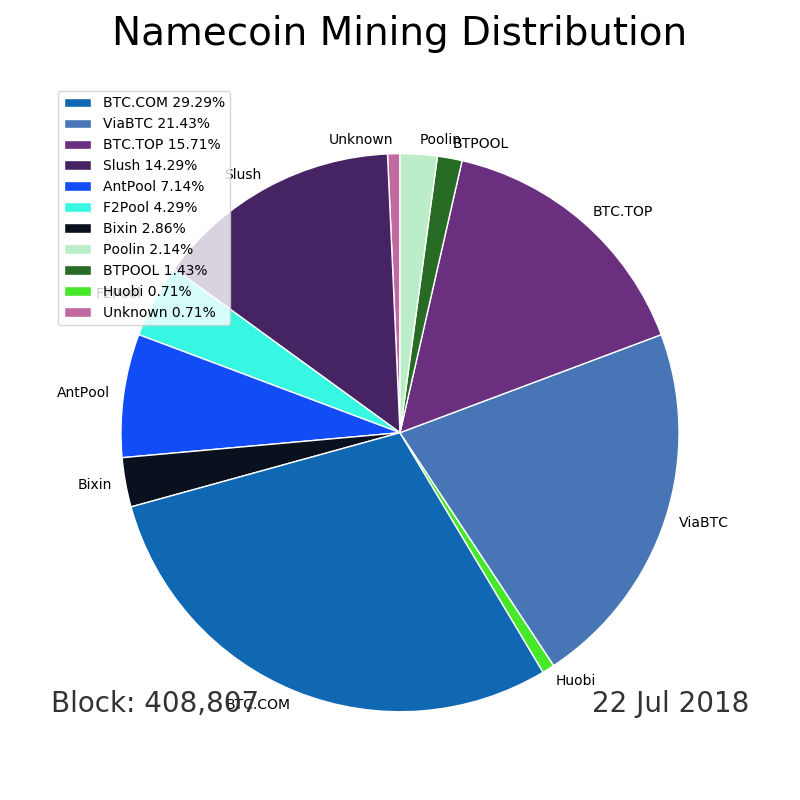 Namecoin Mining Distribution
BTC.COM 29.29%
ViaBTC 21.43%
BTC.TOP 15.71%
Slush 14.29%
AntPool 7.14%
F2Pool 4.29%
Bixin 2.86%
Poolin 2.14%
BTPOOL 1.43%
Huobi 0.71%
Unknown 0.71%
Unknown
Poolin
BTPOOL
Slush
BTC.TOP
F2Pool
AntPool
Bixin
ViaBTC
Huobi
BTC.COM
Block: 408,807
22 Jul 2018